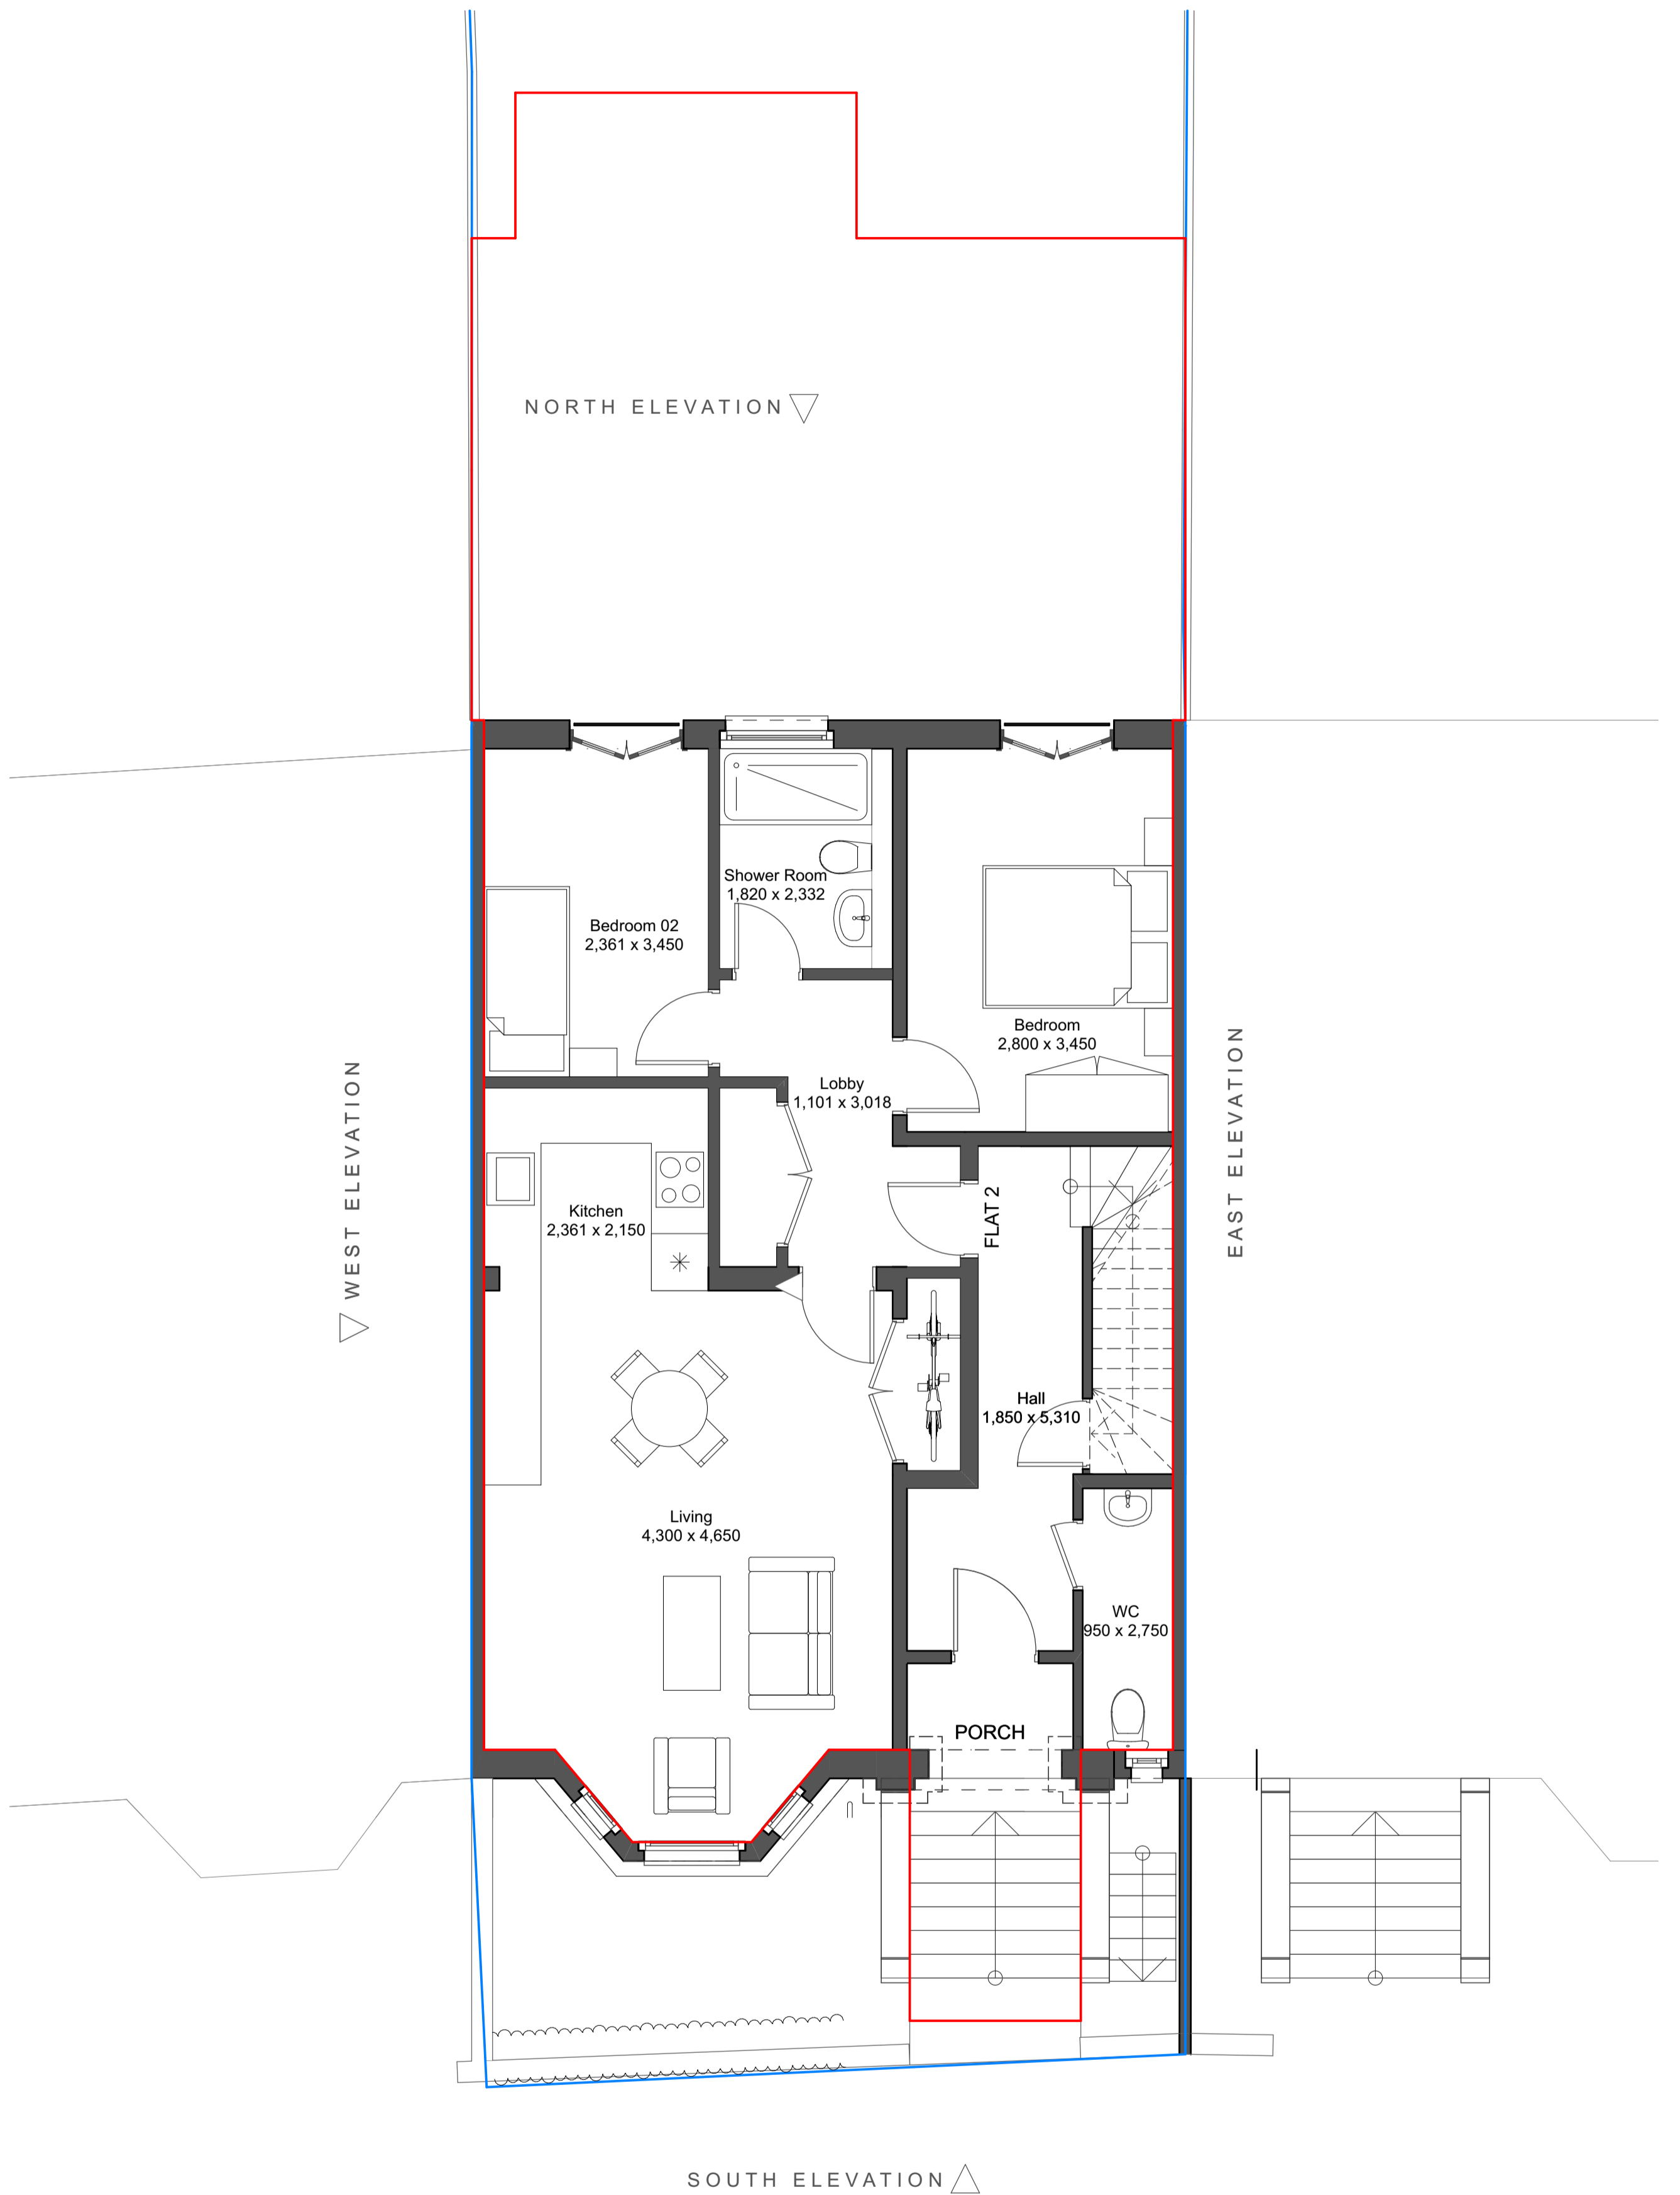 NORTH ELEVATION
Shower Room
1,820 x 2,332
Bedroom 02
2,361 x 3,450
Bedroom
2,800 x 3,450
Lobby
1,101 x 3,018
WEST ELEVATION
EAST ELEVATION
Kitchen
2,361 x 2,150
FLAT 2
Hall
1,850 x 5,310
Living
4,300 x 4,650
WC
950 x 2,750
PORCH
SOUTH ELEVATION